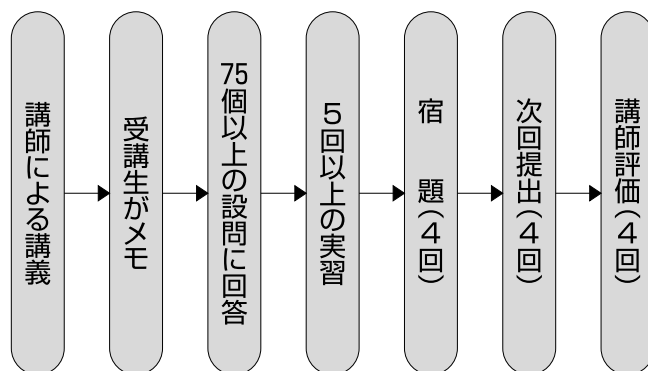 講師による講義
受講生がメモ
75個以上の設問に回答
5回以上の実習
宿題(4回)
次回提出(4回)
講師評価(4回)